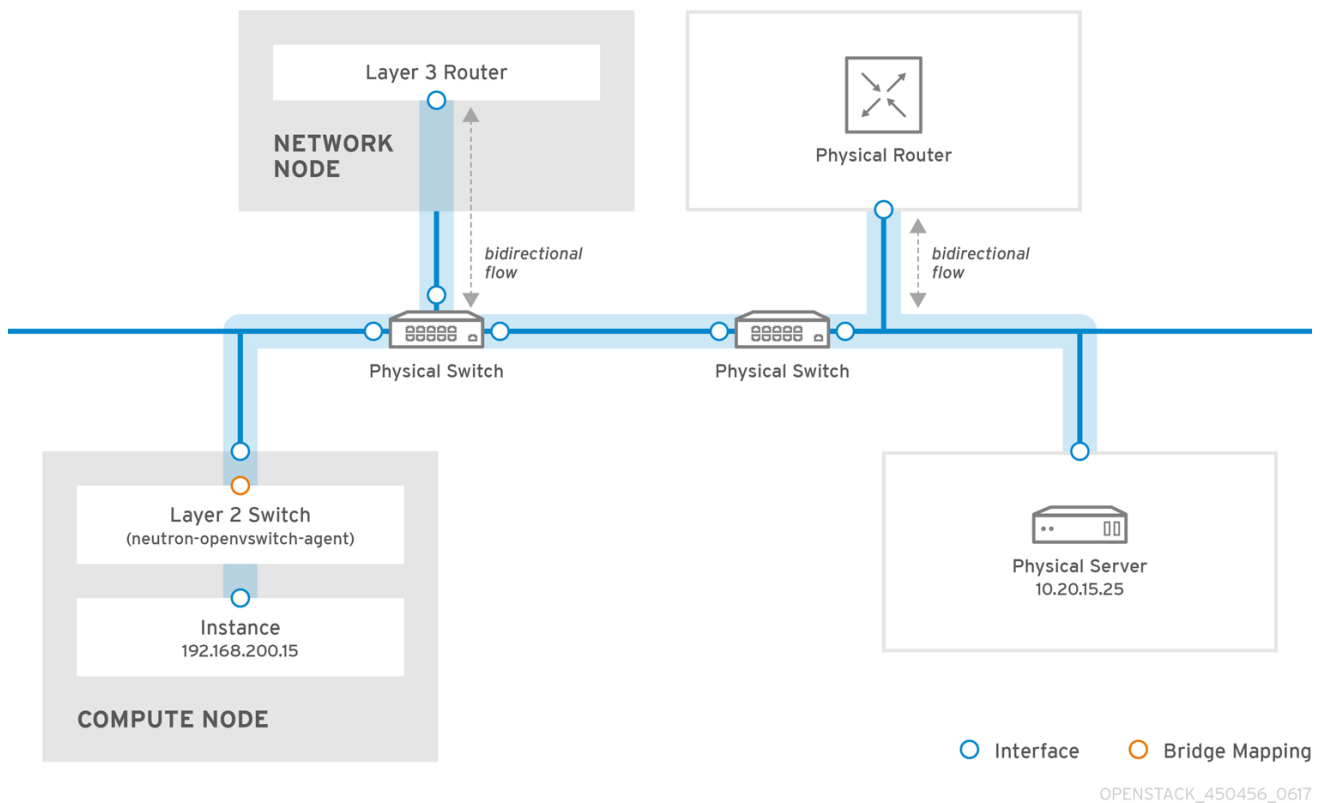 Layer 3 Router
NETWORK
NODE
bidirectional
flow
Physical Router
bidirectional
flow
Physical Switch
Physical Switch
Layer 2 Switch
(neutron-openvswitch-agent)
Instance
192.168.200.15
COMPUTE NODE
Physical Server
10.20.15.25
Interface
Bridge Mapping
OPENSTACK_450456_0617